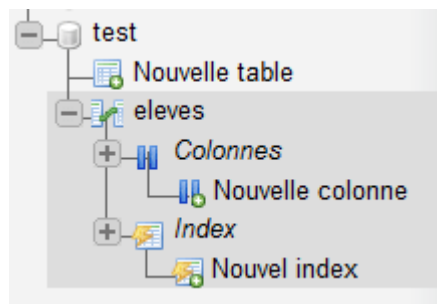 test
Nouvelle table
eleves
Colonnes
Nouvelle colonne
Index
Nouvel index